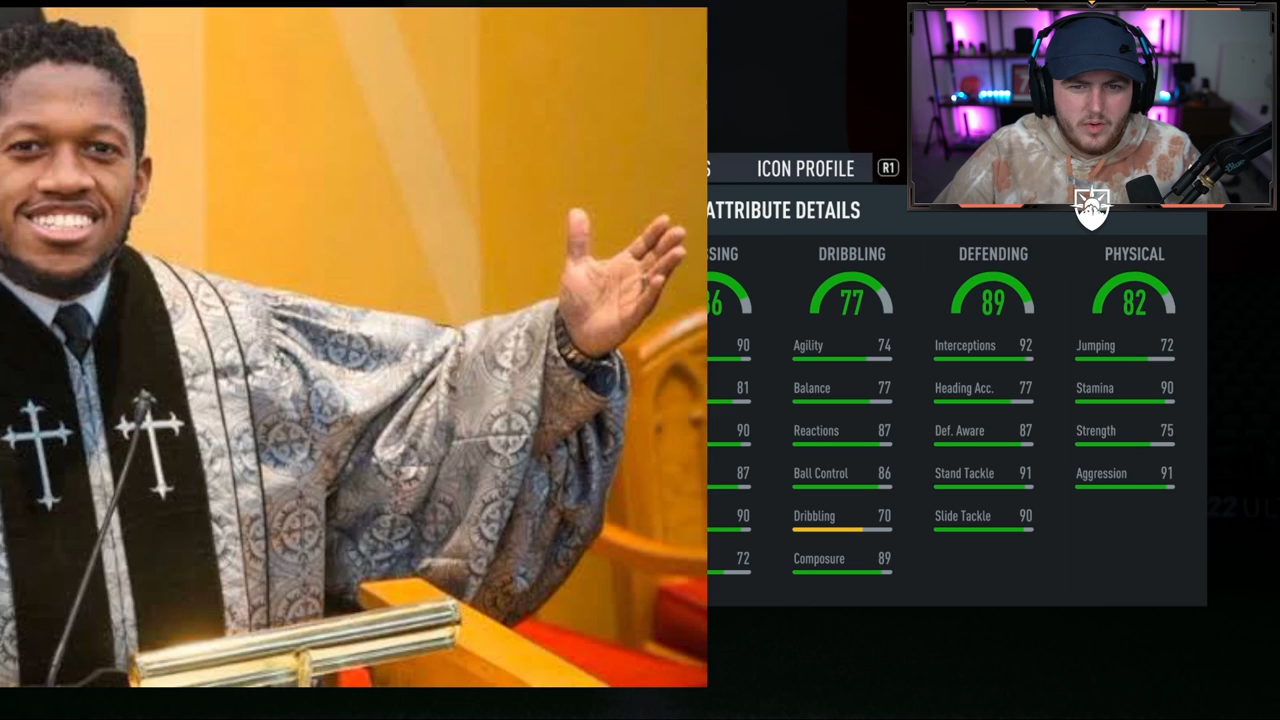 ICON PROFILE R1
ATTRIBUTE DETAILS
DRIBBLING DEFENDING PHYSICAL
77 89 82
90 Agility 74 Interceptions 92 Jumping 72
81 Balance 77 Heading Acc. 77 Stamina 90
90 Reactions 87 Def. Aware 87 Strength 75
87 Ball Control 86 Stand Tackle 91 Aggression 91
90 Dribbling 70 Slide Tackle 90
72 Composure 89